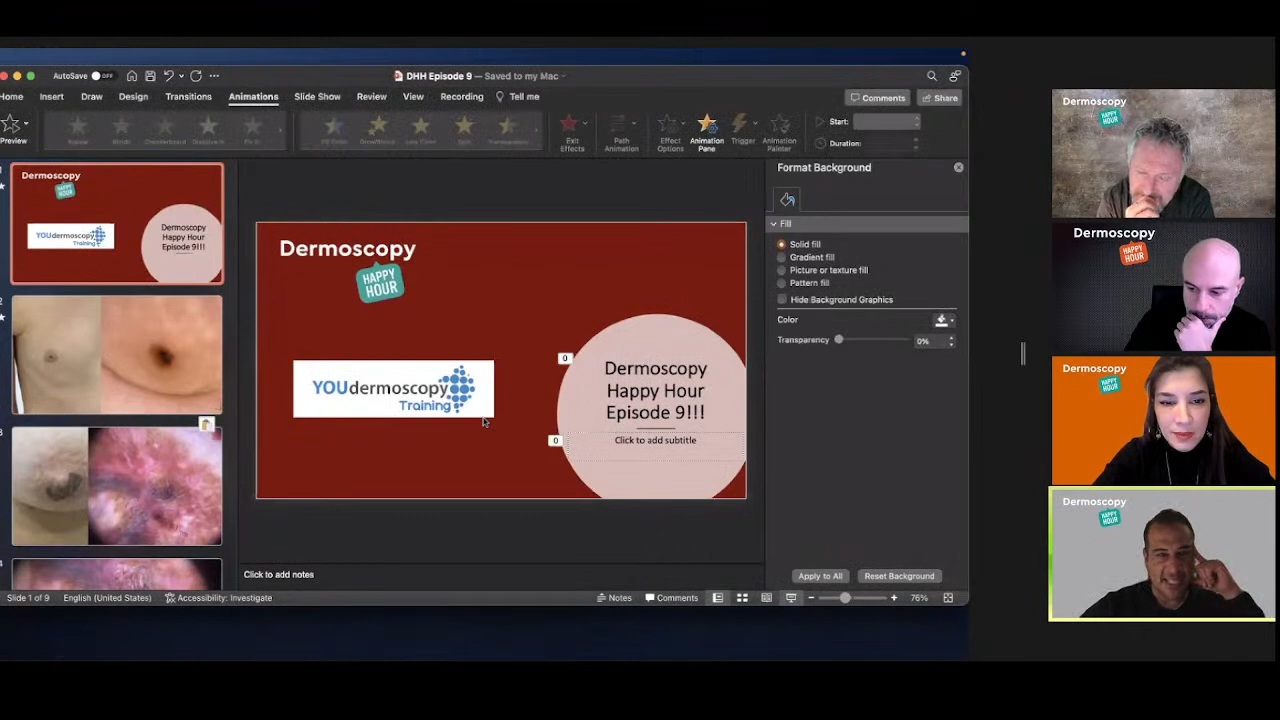 AutoSave OFF
DHH Episode 9 — Saved to my Mac
Home Insert Draw Design Transitions Animations Slide Show Review View Recording Tell me
Comments Share
Preview
Exit Effects
Path Animation
Effect Options
Animation Pane
Trigger
Animation Painter
Start:
Duration:
Dermoscopy
HAPPY HOUR
YOUdermoscopy
Training
Dermoscopy
Happy Hour
Episode 9!!!
2
3
4
Dermoscopy
HAPPY
HOUR
YOUdermoscopy
Training
0
Dermoscopy
Happy Hour
Episode 9!!!
0
Click to add subtitle
Format Background
Fill
Solid fill
Gradient fill
Picture or texture fill
Pattern fill
Hide Background Graphics
Color
Transparency 0%
Apply to All Reset Background
Click to add notes
Slide 1 of 9 English (United States) Accessibility: Investigate
Notes Comments 76%
Dermoscopy
HAPPY
HOUR
Dermoscopy
HAPPY
HOUR
Dermoscopy
HAPPY
HOUR
Dermoscopy
HAPPY
HOUR